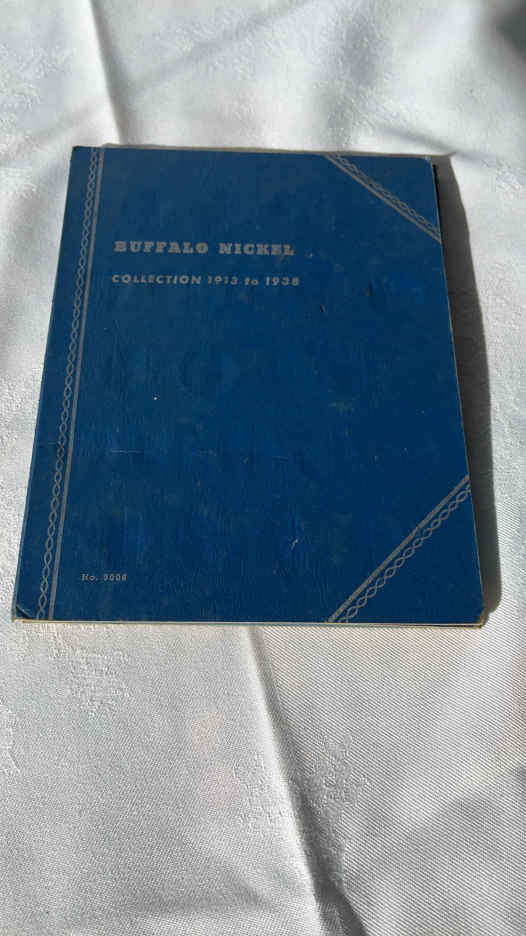 BUFFALO NICKEL
COLLECTION 1913 to 1938
No. 9008